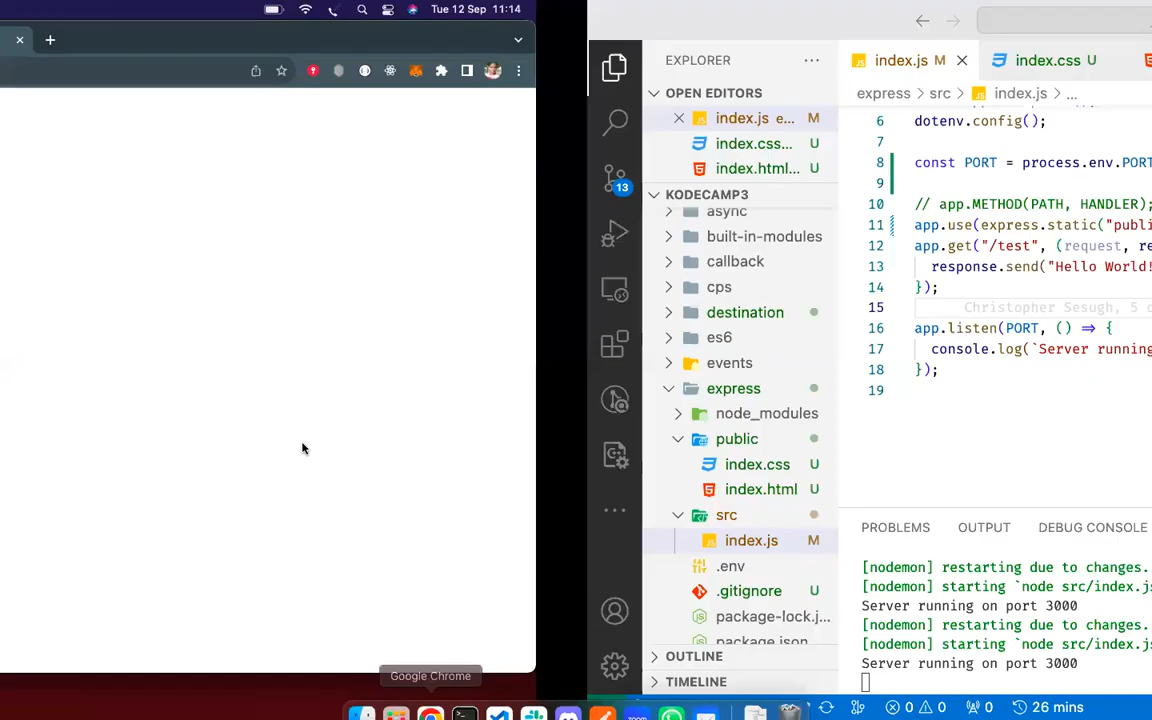 Tue 12 Sep 11:14
Google Chrome
EXPLORER
OPEN EDITORS
index.js e... M
index.css... U
index.html... U
13
KODECAMP3
async
built-in-modules
callback
cps
destination
es6
events
express
node_modules
public
index.css U
index.html U
src
index.js M
.env
.gitignore U
package-lock.j...
package.json
OUTLINE
TIMELINE
index.js M
index.css U
express > src > index.js > ...
6 dotenv.config();
7
8 const PORT = process.env.PORT
9
10 // app.METHOD(PATH, HANDLER);
11 app.use(express.static("publi
12 app.get("/test", (request, re
13 response.send("Hello World!
14 });
15 Christopher Sesugh, 5
16 app.listen(PORT, () => {
17 console.log(`Server running
18 });
19
PROBLEMS OUTPUT DEBUG CONSOLE
[nodemon] restarting due to changes.
[nodemon] starting `node src/index.js
Server running on port 3000
[nodemon] restarting due to changes.
[nodemon] starting `node src/index.js
Server running on port 3000
0 0 0 26 mins
zoom